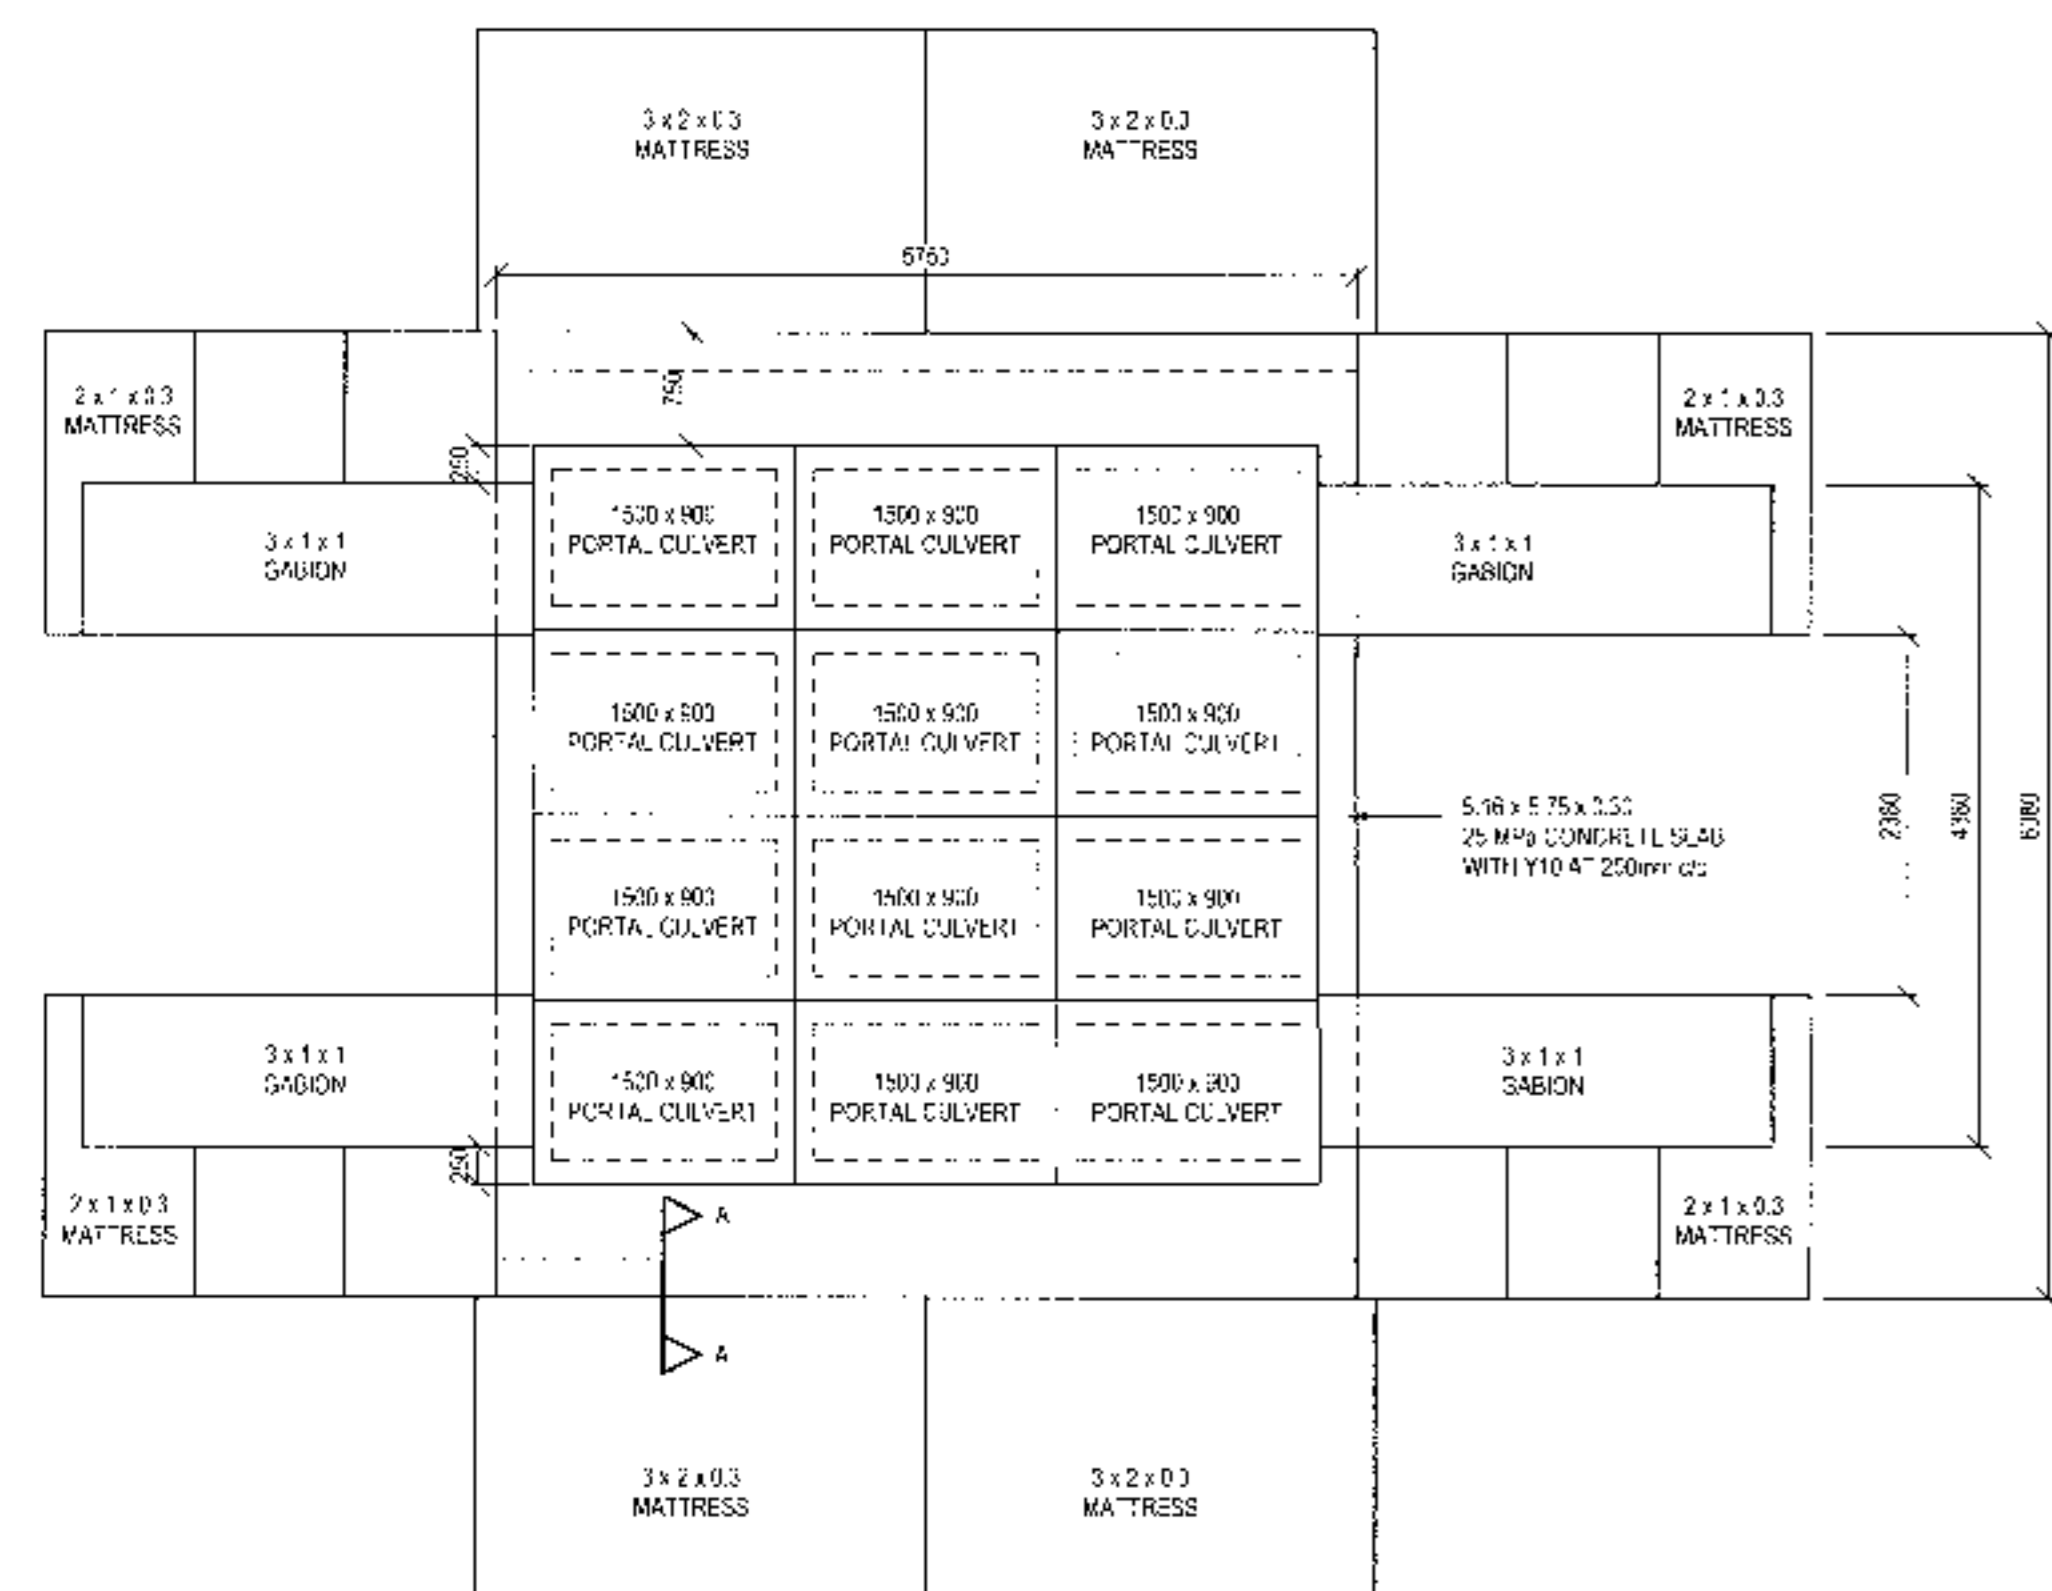 3 x 2 x 0.3
MATTRESS
3 x 2 x 0.3
MATTRESS
5750
750
2 x 1 x 0.3
MATTRESS
2 x 1 x 0.3
MATTRESS
250
1500 x 900
PORTAL CULVERT
1500 x 900
PORTAL CULVERT
1500 x 900
PORTAL CULVERT
3 x 1 x 1
GABION
3 x 1 x 1
GABION
1500 x 900
PORTAL CULVERT
1500 x 900
PORTAL CULVERT
1500 x 900
PORTAL CULVERT
5.75 x
25 MPa CONCRETE SLAB
WITH Y10 AT 250mm c/c
2360
4360
1500 x 900
PORTAL CULVERT
1500 x 900
PORTAL CULVERT
1500 x 900
PORTAL CULVERT
3 x 1 x 1
GABION
3 x 1 x 1
GABION
1500 x 900
PORTAL CULVERT
1500 x 900
PORTAL CULVERT
1500 x 900
PORTAL CULVERT
250
2 x 1 x 0.3
MATTRESS
2 x 1 x 0.3
MATTRESS
A
A
3 x 2 x 0.3
MATTRESS
3 x 2 x 0.3
MATTRESS